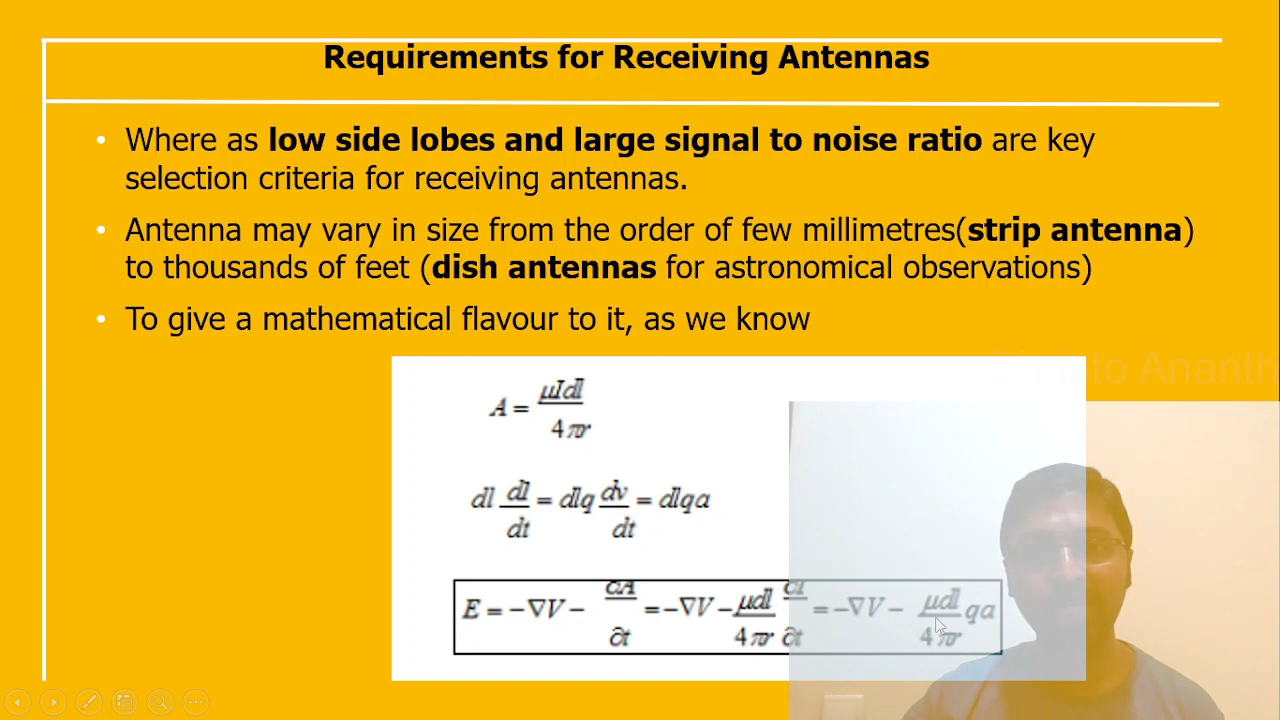 Requirements for Receiving Antennas
• Where as low side lobes and large signal to noise ratio are key
selection criteria for receiving antennas.
• Antenna may vary in size from the order of few millimetres(strip antenna)
to thousands of feet (dish antennas for astronomical observations)
• To give a mathematical flavour to it, as we know
to Ananth
A = μIdl / 4πr
dl dI/dt = dlq dv/dt = dlqa
E = −∇V − ∂A/∂t = −∇V − μdl/4πr ∂I/∂t = −∇V − μdl/4πr qa